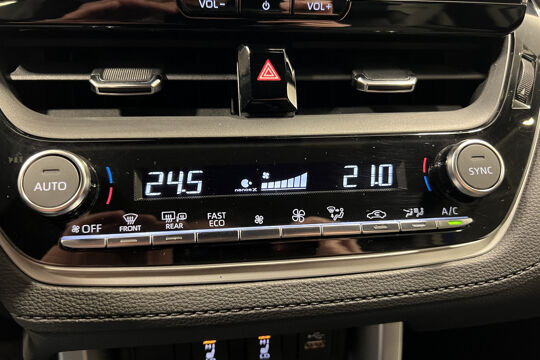 VOL−
VOL+
AUTO
24.5
nanoe X
21.0
SYNC
OFF
FRONT
REAR
FAST
ECO
A/C